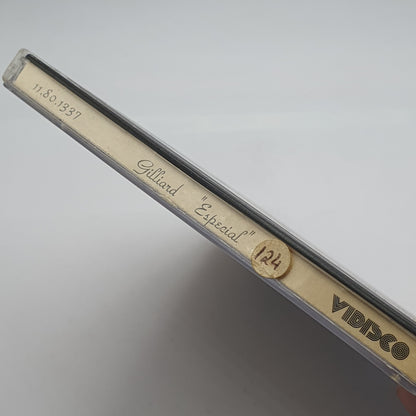 11.80.1337
Gilliard "Especial"
124
VIDISCO